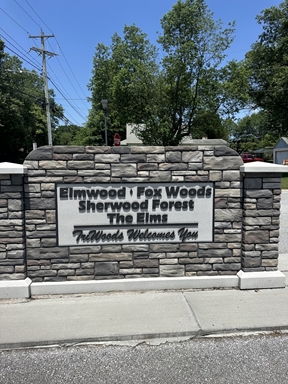 Elmwood · Fox Woods
Sherwood Forest
The Elms
TriWoods Welcomes You